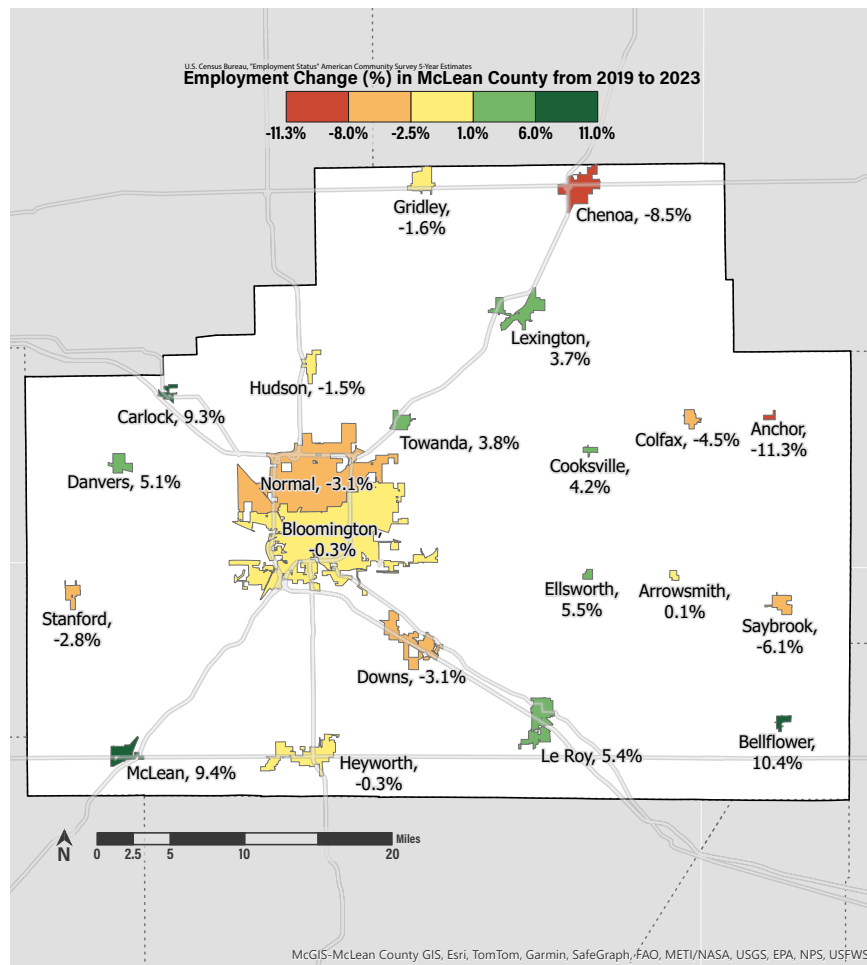 U.S. Census Bureau, "Employment Status" American Community Survey 5-Year Estimates
Employment Change (%) in McLean County from 2019 to 2023
-11.3% -8.0% -2.5% 1.0% 6.0% 11.0%
Gridley,
-1.6%
Chenoa, -8.5%
Lexington,
3.7%
Hudson, -1.5%
Carlock, 9.3%
Towanda, 3.8%
Colfax, -4.5%
Anchor,
-11.3%
Danvers, 5.1%
Normal, -3.1%
Cooksville,
4.2%
Bloomington,
-0.3%
Ellsworth,
5.5%
Arrowsmith,
0.1%
Stanford,
-2.8%
Saybrook,
-6.1%
Downs, -3.1%
McLean, 9.4%
Heyworth,
-0.3%
Le Roy, 5.4%
Bellflower,
10.4%
N
Miles
0 2.5 5 10 20
McGIS-McLean County GIS, Esri, TomTom, Garmin, SafeGraph, FAO, METI/NASA, USGS, EPA, NPS, USFWS